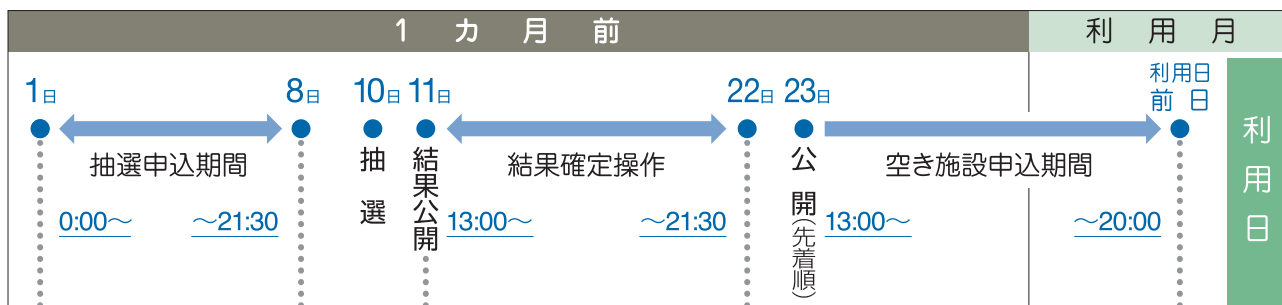 1カ月前
利用月
1日
8日
10日
11日
22日
23日
利用日
前日
抽選申込期間
抽選
結果公開
結果確定操作
公開(先着順)
空き施設申込期間
0:00〜
〜21:30
13:00〜
〜21:30
13:00〜
〜20:00
利用日